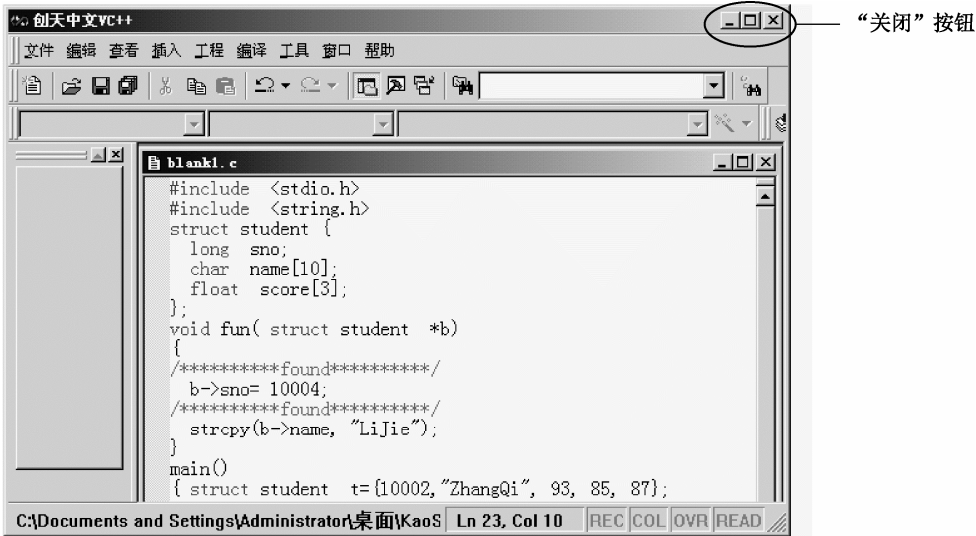 创天中文VC++
“关闭”按钮
文件 编辑 查看 插入 工程 编译 工具 窗口 帮助
blank1.c
#include <stdio.h>
#include <string.h>
struct student {
long sno;
char name[10];
float score[3];
};
void fun( struct student *b)
{
/**********found**********/
b->sno= 10004;
/**********found**********/
strcpy(b->name, "LiJie");
}
main()
{ struct student t={10002,"ZhangQi", 93, 85, 87};
C:\Documents and Settings\Administrator\桌面\KaoS Ln 23, Col 10 REC COL OVR READ